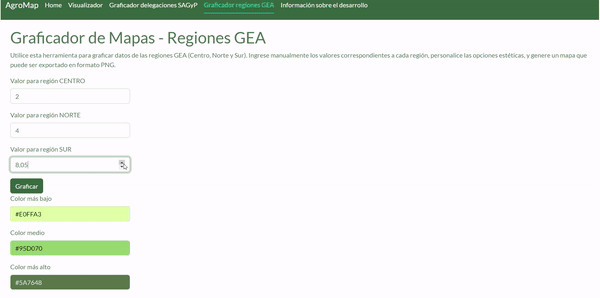 AgroMap Home Visualizador Graficador delegaciones SAGyP Graficador regiones GEA Información sobre el desarrollo
Graficador de Mapas - Regiones GEA
Utilice esta herramienta para graficar datos de las regiones GEA (Centro, Norte y Sur). Ingrese manualmente los valores correspondientes a cada región, personalice las opciones estéticas, y genere un mapa que
puede ser exportado en formato PNG.
Valor para región CENTRO
2
Valor para región NORTE
4
Valor para región SUR
8,05
Graficar
Color más bajo
#E0FFA3
Color medio
#95D070
Color más alto
#5A7648